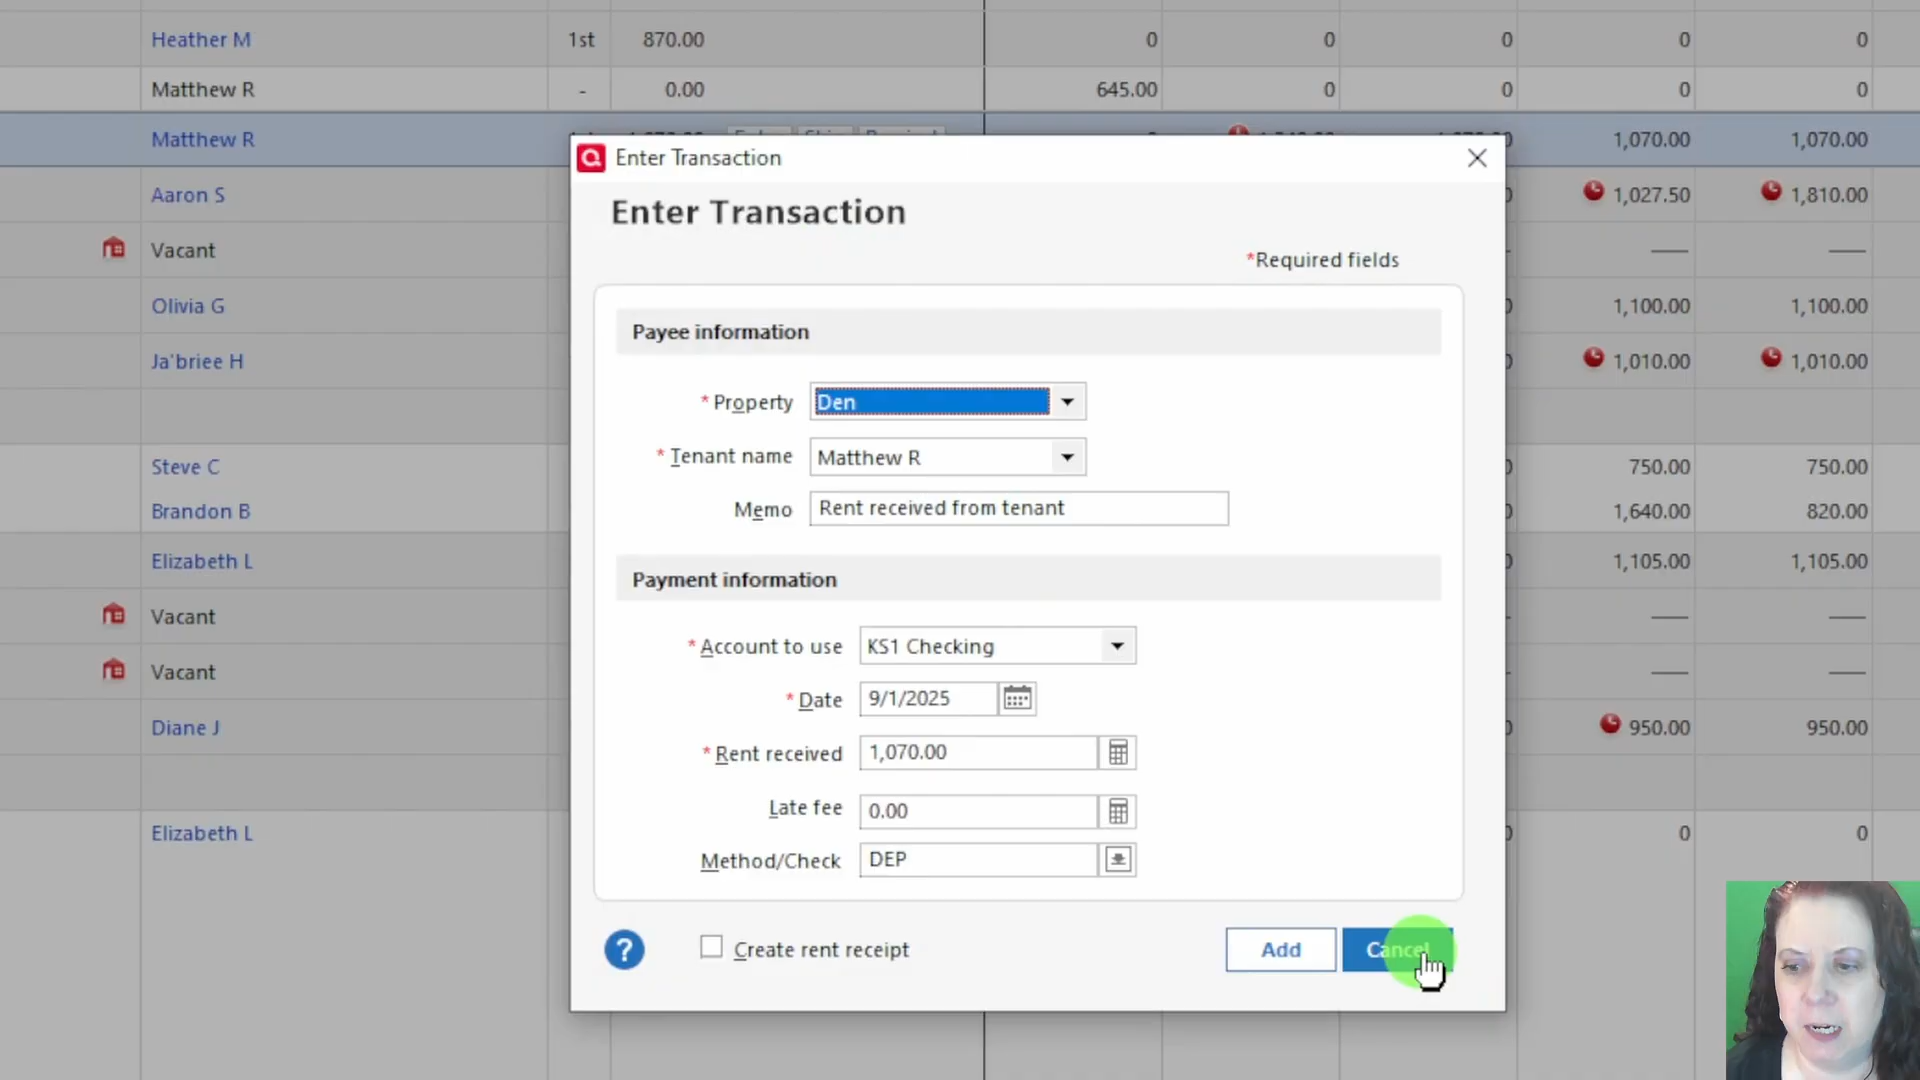 Heather M 1st 870.00 0 0 0 0 0
Matthew R - 0.00 645.00 0 0 0 0
Matthew R 1,070.00 1,070.00
Enter Transaction
Aaron S 1,027.50 1,810.00
Enter Transaction
Vacant
*Required fields
Olivia G 1,100.00 1,100.00
Payee information
Ja'briee H 1,010.00 1,010.00
* Property Den
* Tenant name Matthew R
Steve C 750.00 750.00
Memo Rent received from tenant
Brandon B 1,640.00 820.00
Elizabeth L 1,105.00 1,105.00
Payment information
Vacant
* Account to use KS1 Checking
Vacant
* Date 9/1/2025
Diane J 950.00 950.00
* Rent received 1,070.00
Late fee 0.00
Elizabeth L 0 0
Method/Check DEP
? Create rent receipt Add Cancel